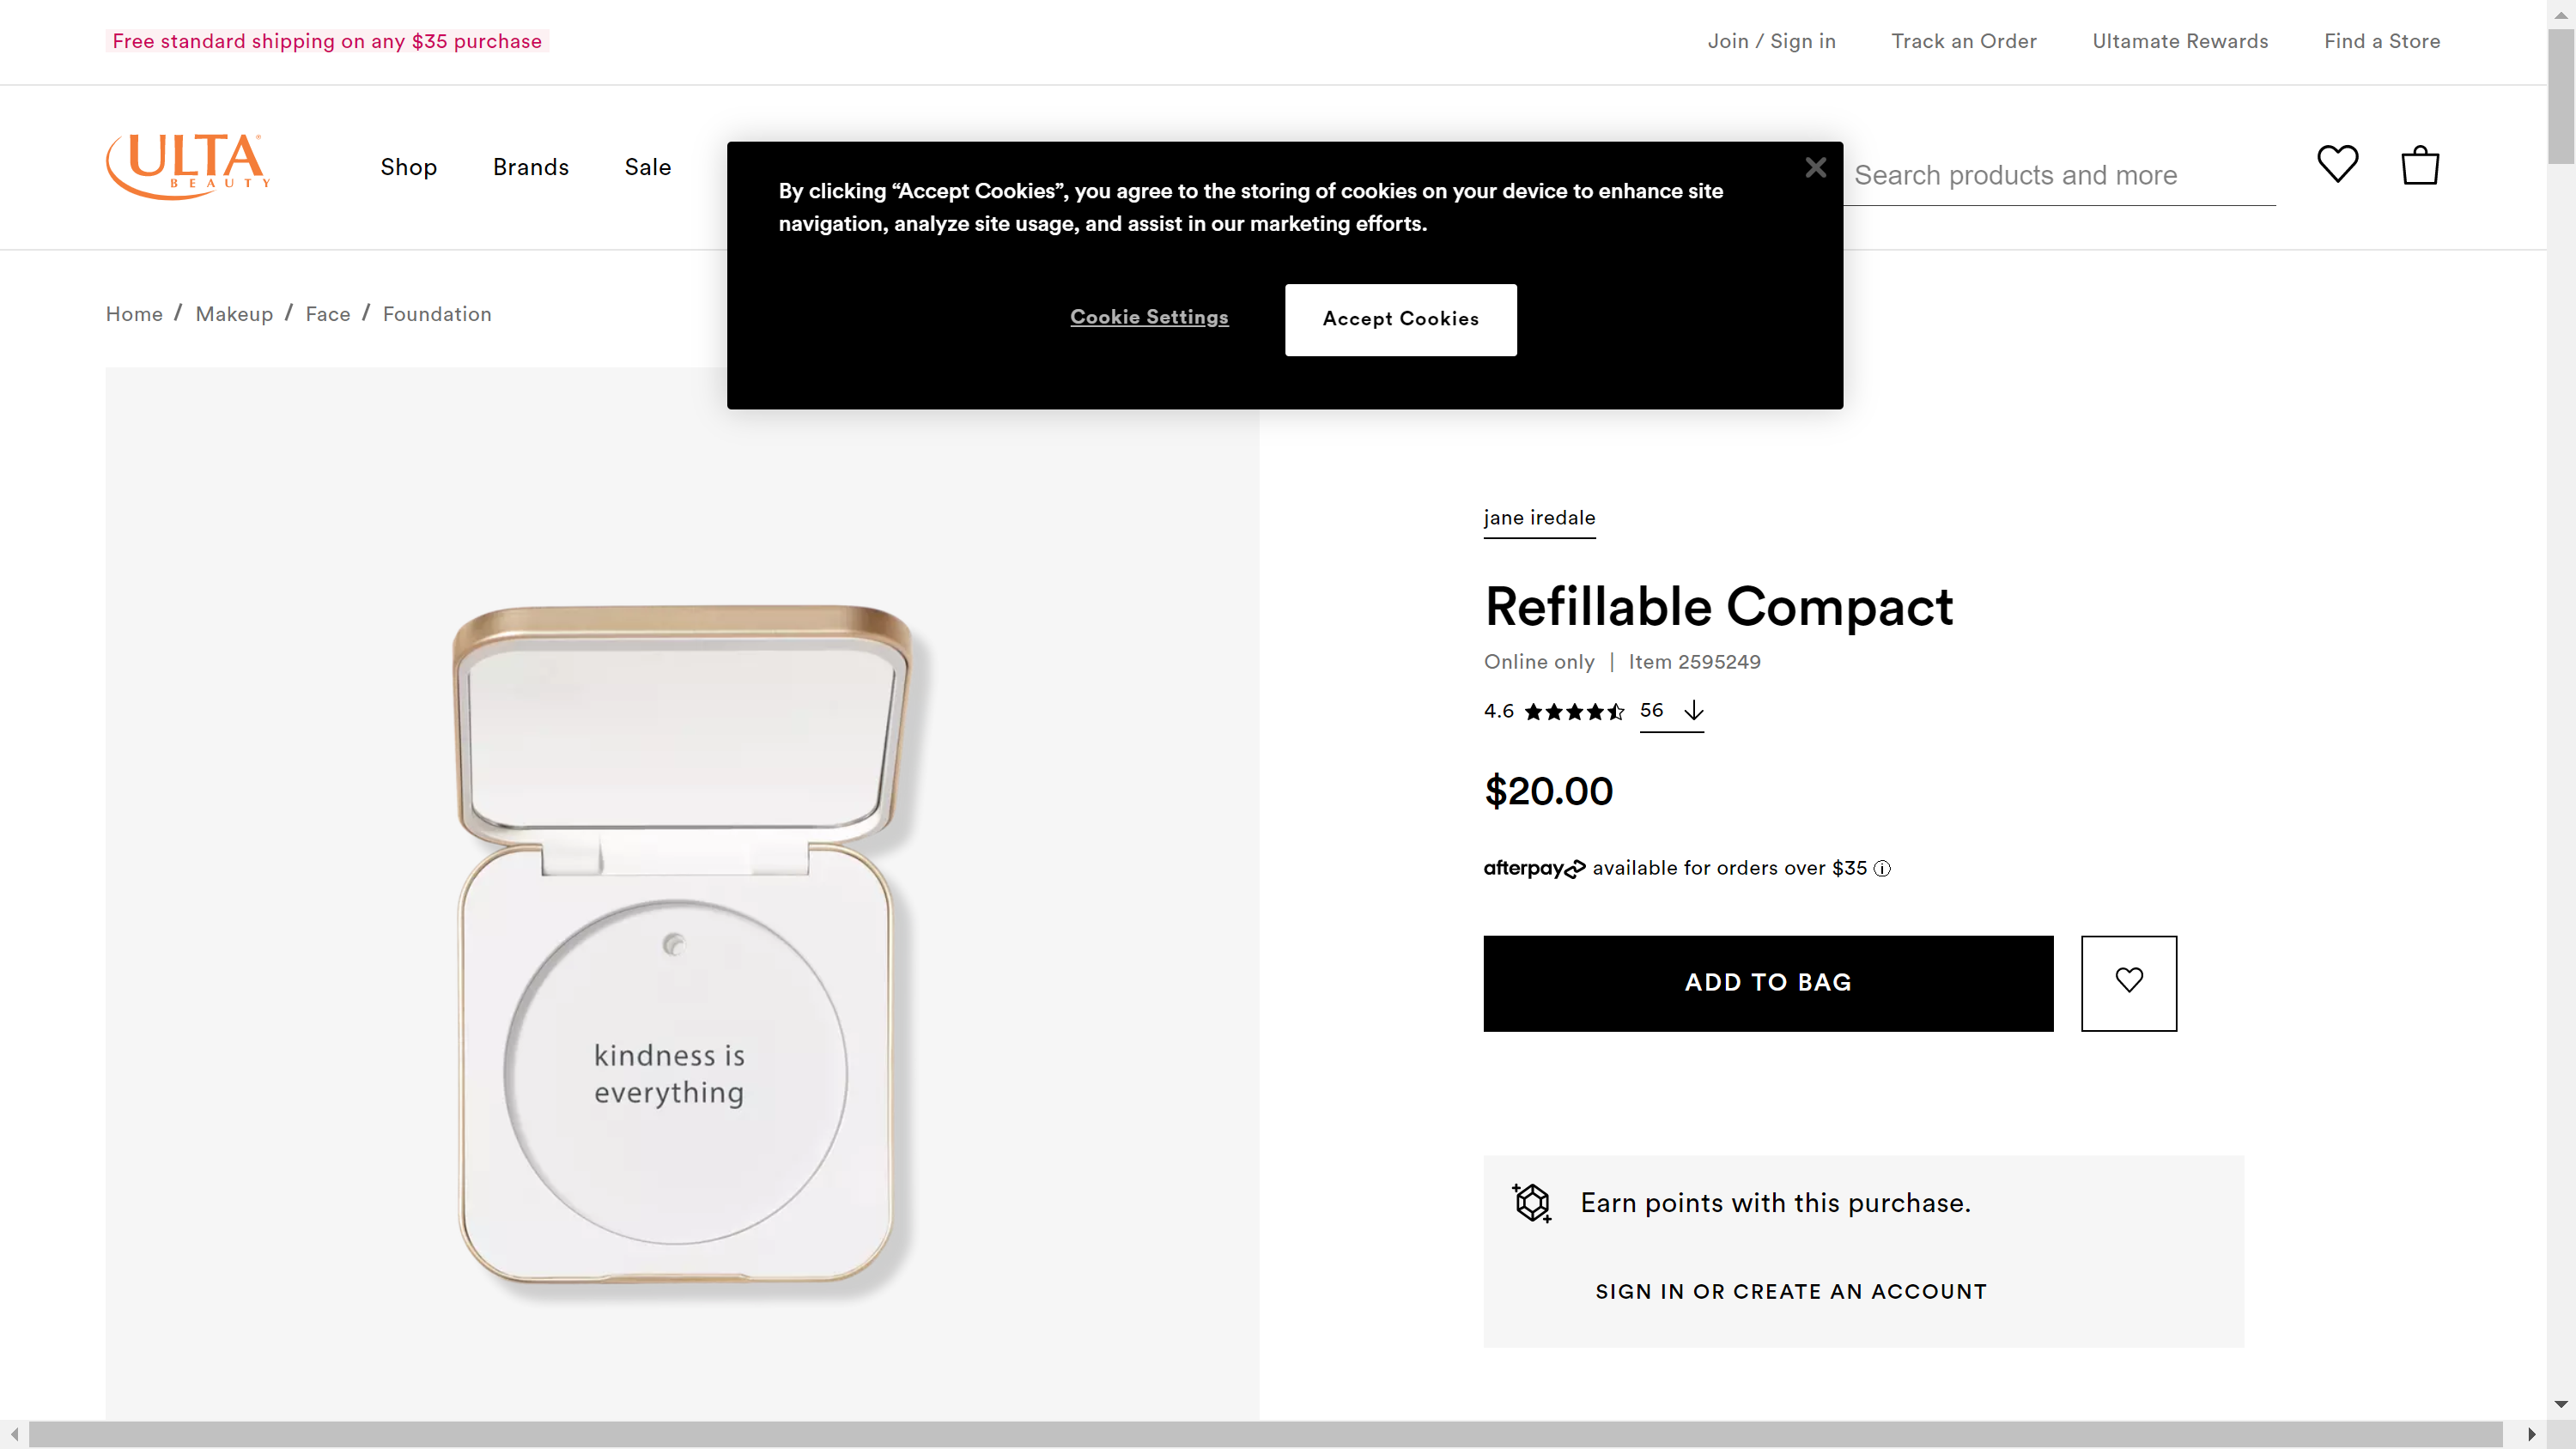 Free standard shipping on any $35 purchase
Join / Sign in
Track an Order
Ultamate Rewards
Find a Store
ULTA
BEAUTY
Shop
Brands
Sale
Search products and more
By clicking “Accept Cookies”, you agree to the storing of cookies on your device to enhance site
navigation, analyze site usage, and assist in our marketing efforts.
Cookie Settings
Accept Cookies
Home / Makeup / Face / Foundation
jane iredale
Refillable Compact
Online only | Item 2595249
4.6
56
$20.00
afterpay available for orders over $35
ADD TO BAG
kindness is
everything
Earn points with this purchase.
SIGN IN OR CREATE AN ACCOUNT